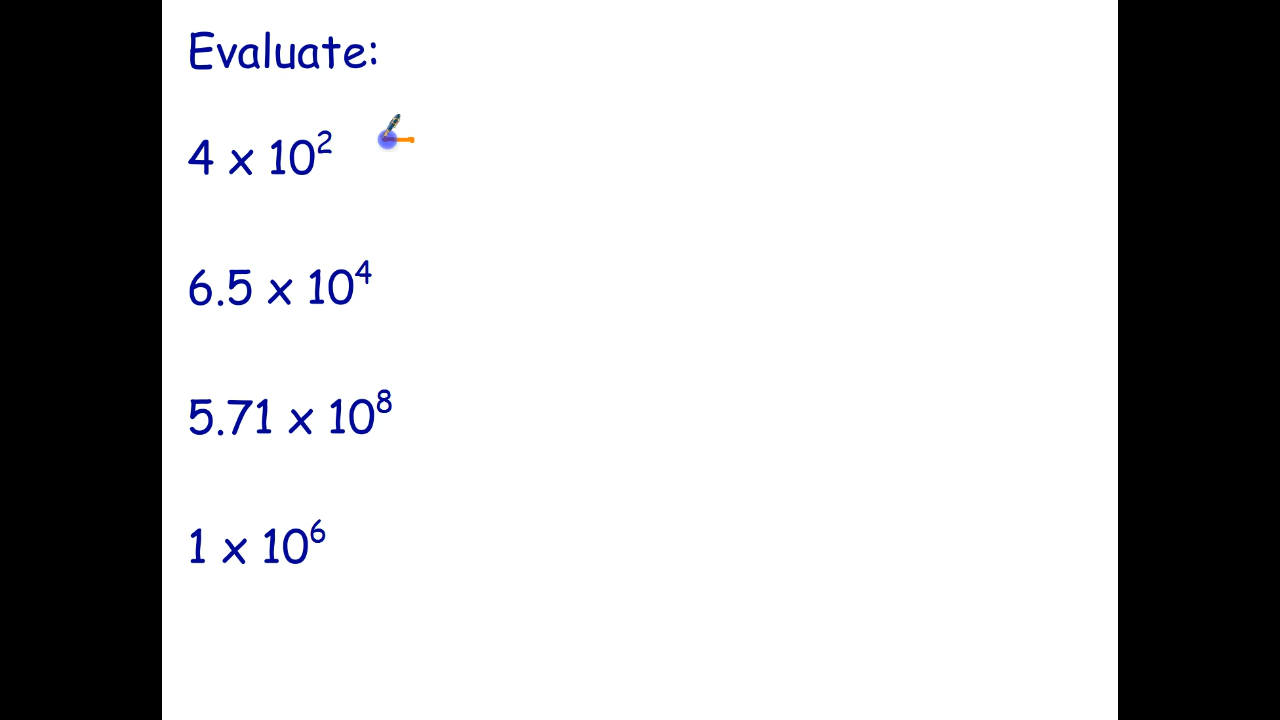 Evaluate:
4 x 10²
6.5 x 10⁴
5.71 x 10⁸
1 x 10⁶